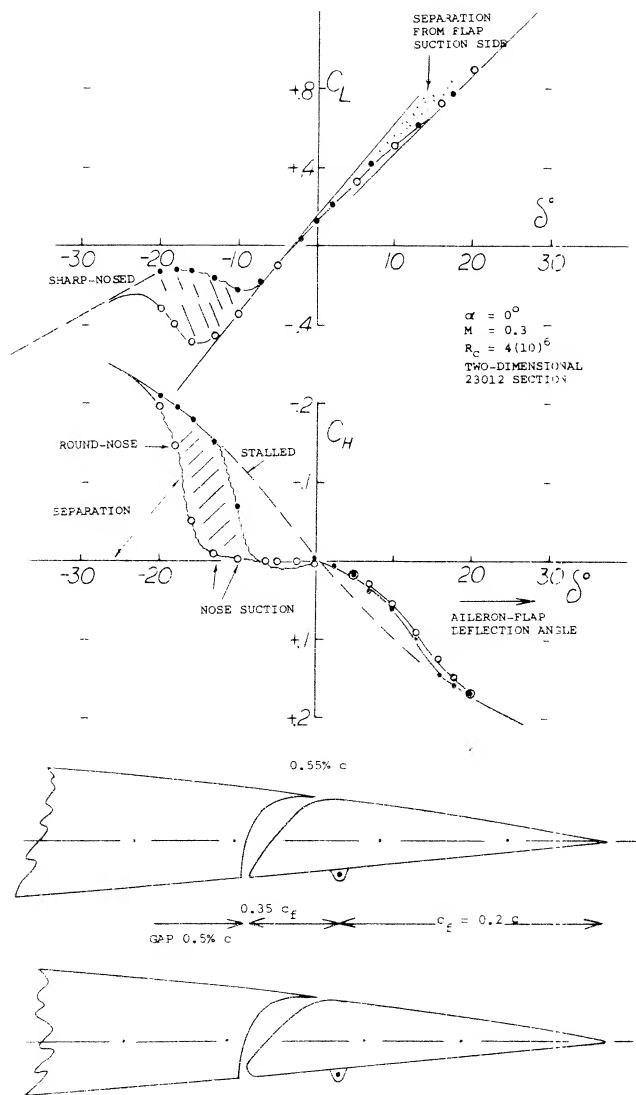 SEPARATION
FROM FLAP
SUCTION SIDE
+.8
C_L
+.4
δ°
-30
-20
-10
10
20
30
SHARP-NOSED
-.4
α = 0°
M = 0.3
R_c = 4(10)^6
TWO-DIMENSIONAL
23012 SECTION
-.2
C_H
ROUND-NOSE
STALLED
-.1
SEPARATION
-30
-20
-10
20
30
δ°
NOSE SUCTION
AILERON-FLAP
DEFLECTION ANGLE
+.1
+.2
0.55% c
0.35 c_f
c_f = 0.2 c
GAP 0.5% c